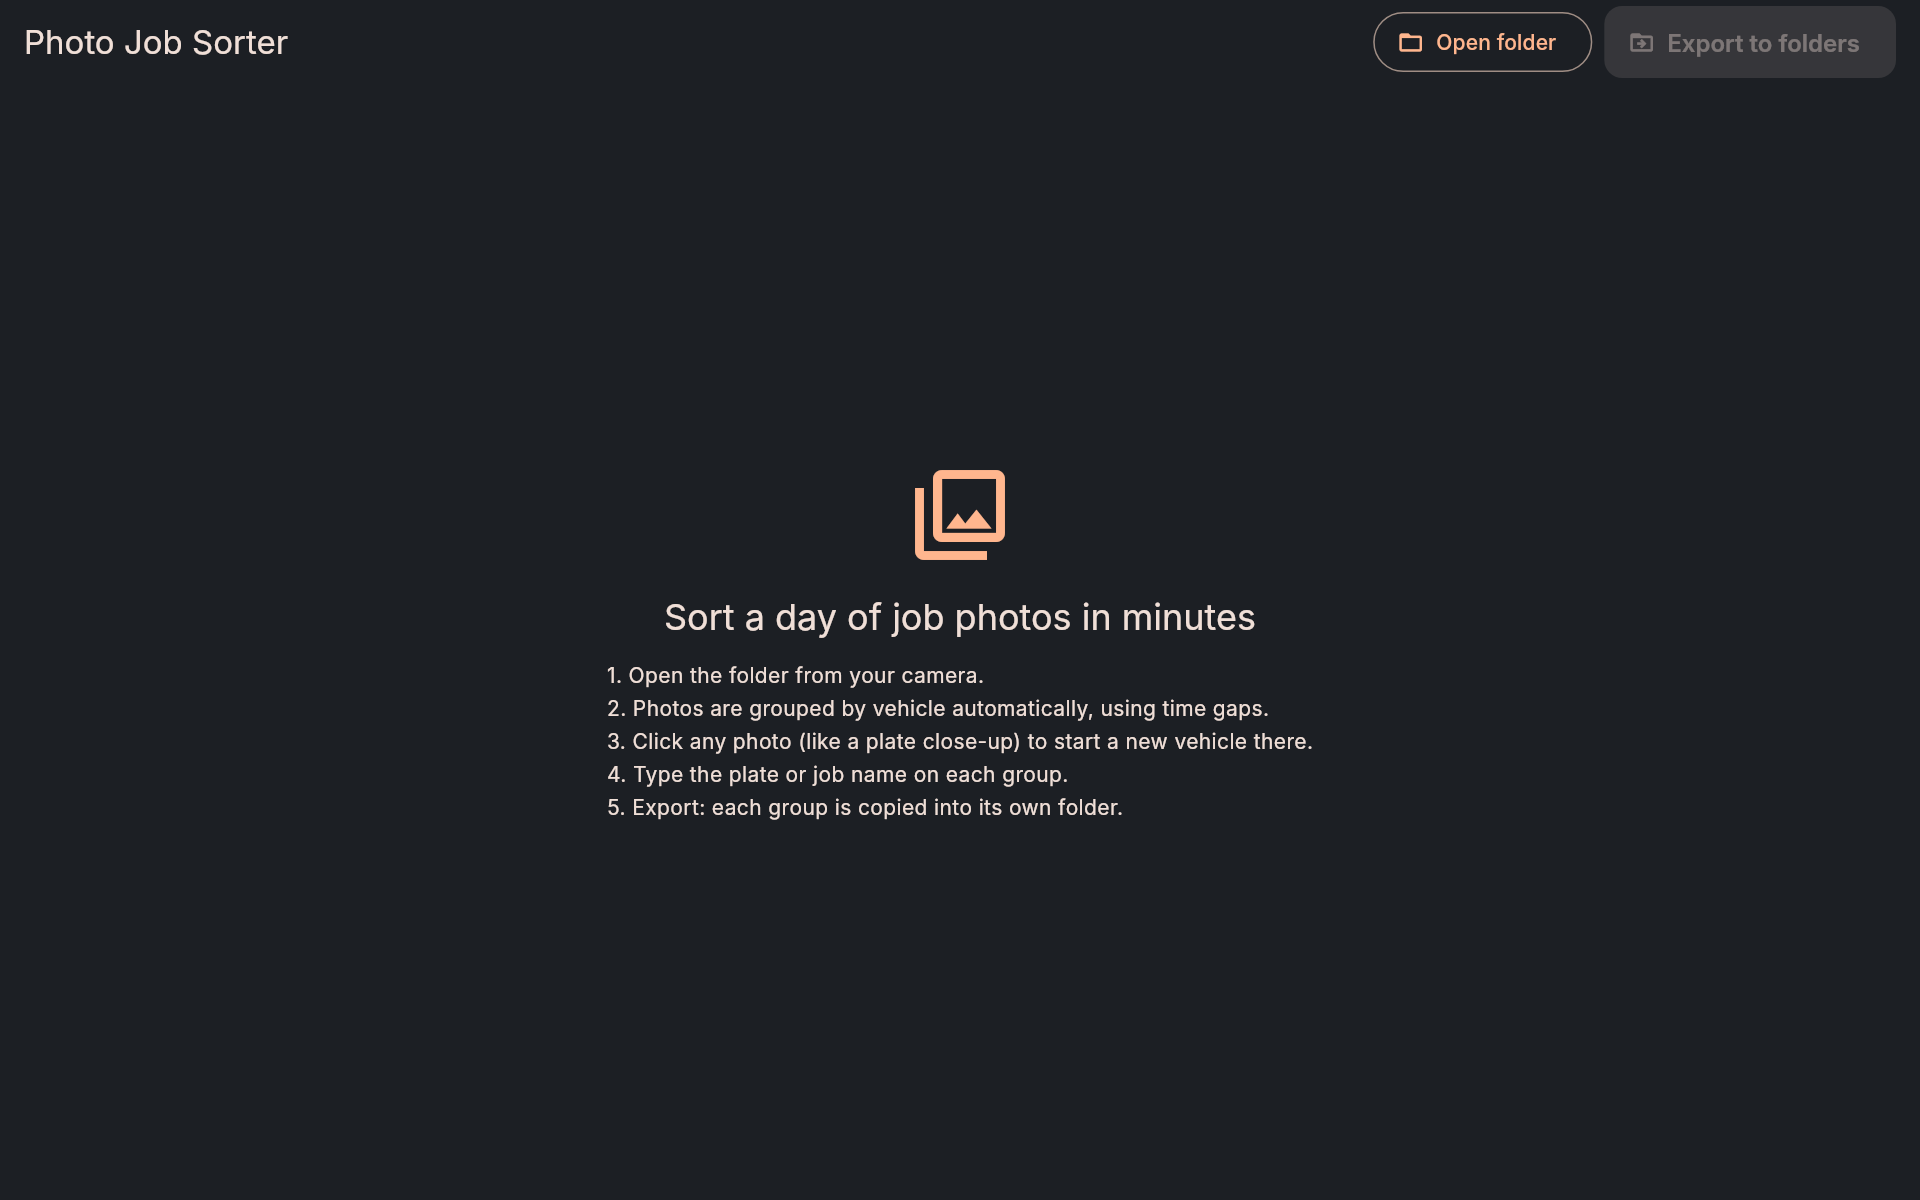 Photo Job Sorter
Open folder
Export to folders
Sort a day of job photos in minutes
1. Open the folder from your camera.
2. Photos are grouped by vehicle automatically, using time gaps.
3. Click any photo (like a plate close-up) to start a new vehicle there.
4. Type the plate or job name on each group.
5. Export: each group is copied into its own folder.